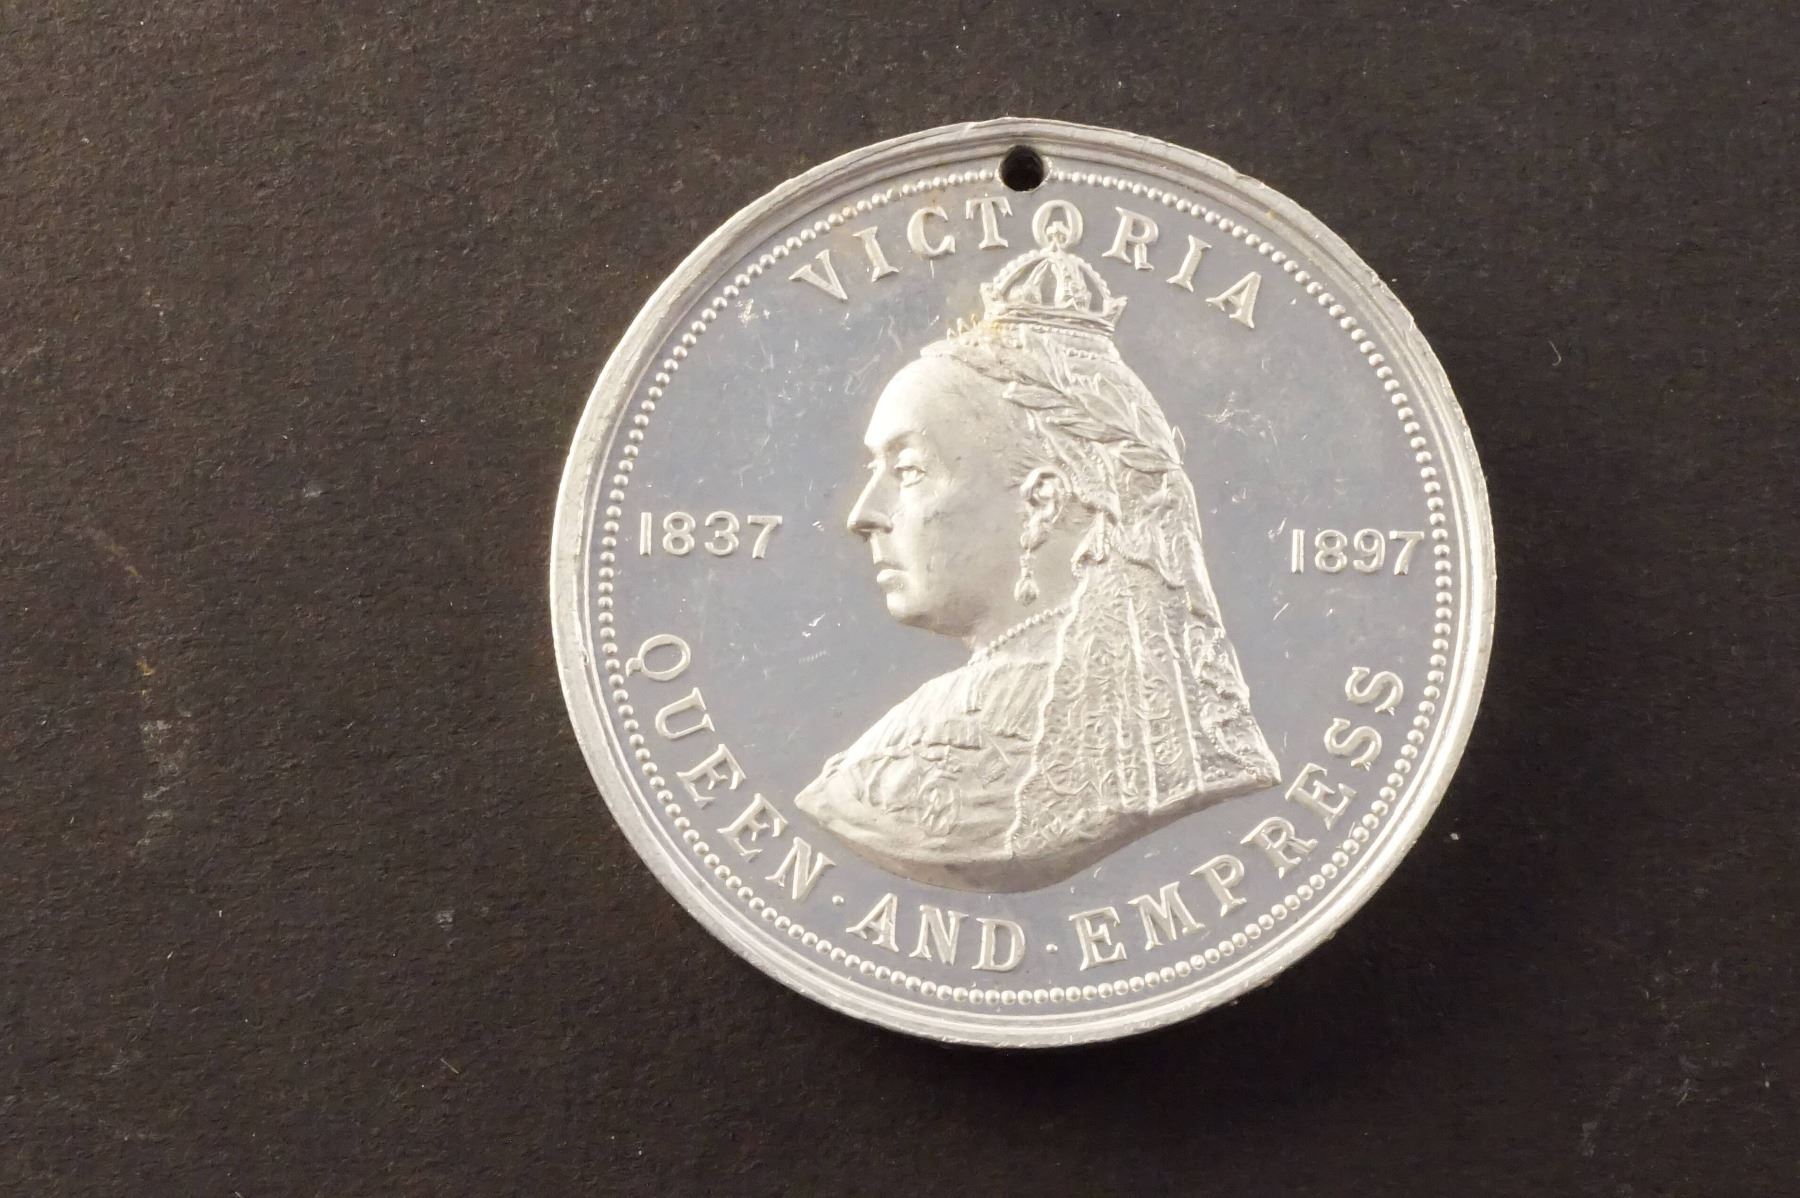 VICTORIA
1837 1897
QUEEN · AND · EMPRESS